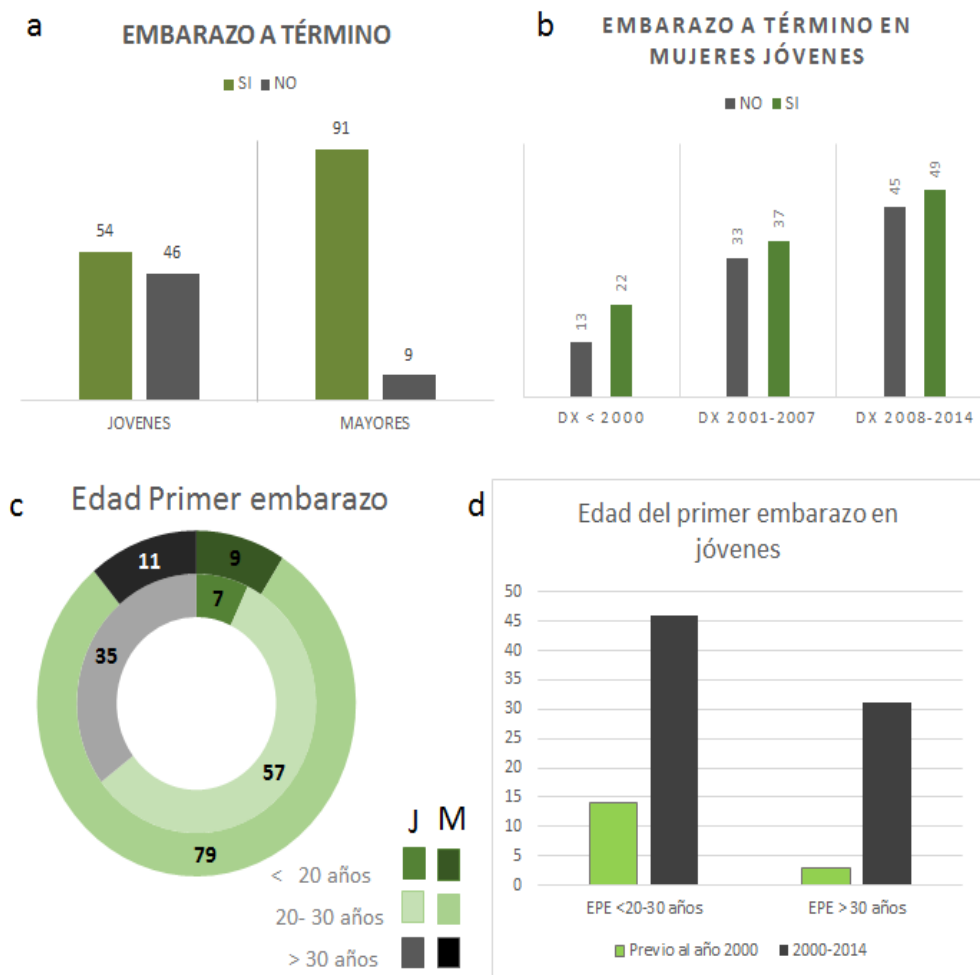 a
EMBARAZO A TÉRMINO
SI NO
91
54
46
9
JOVENES MAYORES
b
EMBARAZO A TÉRMINO EN
MUJERES JÓVENES
NO SI
13 22 33 37 45 49
DX < 2000 DX 2001-2007 DX 2008-2014
c
Edad Primer embarazo
11 9
7
35
57
79
J M
< 20 años
20- 30 años
> 30 años
d
Edad del primer embarazo en
jóvenes
50
45
40
35
30
25
20
15
10
5
0
EPE <20-30 años EPE > 30 años
Previo al año 2000 2000-2014